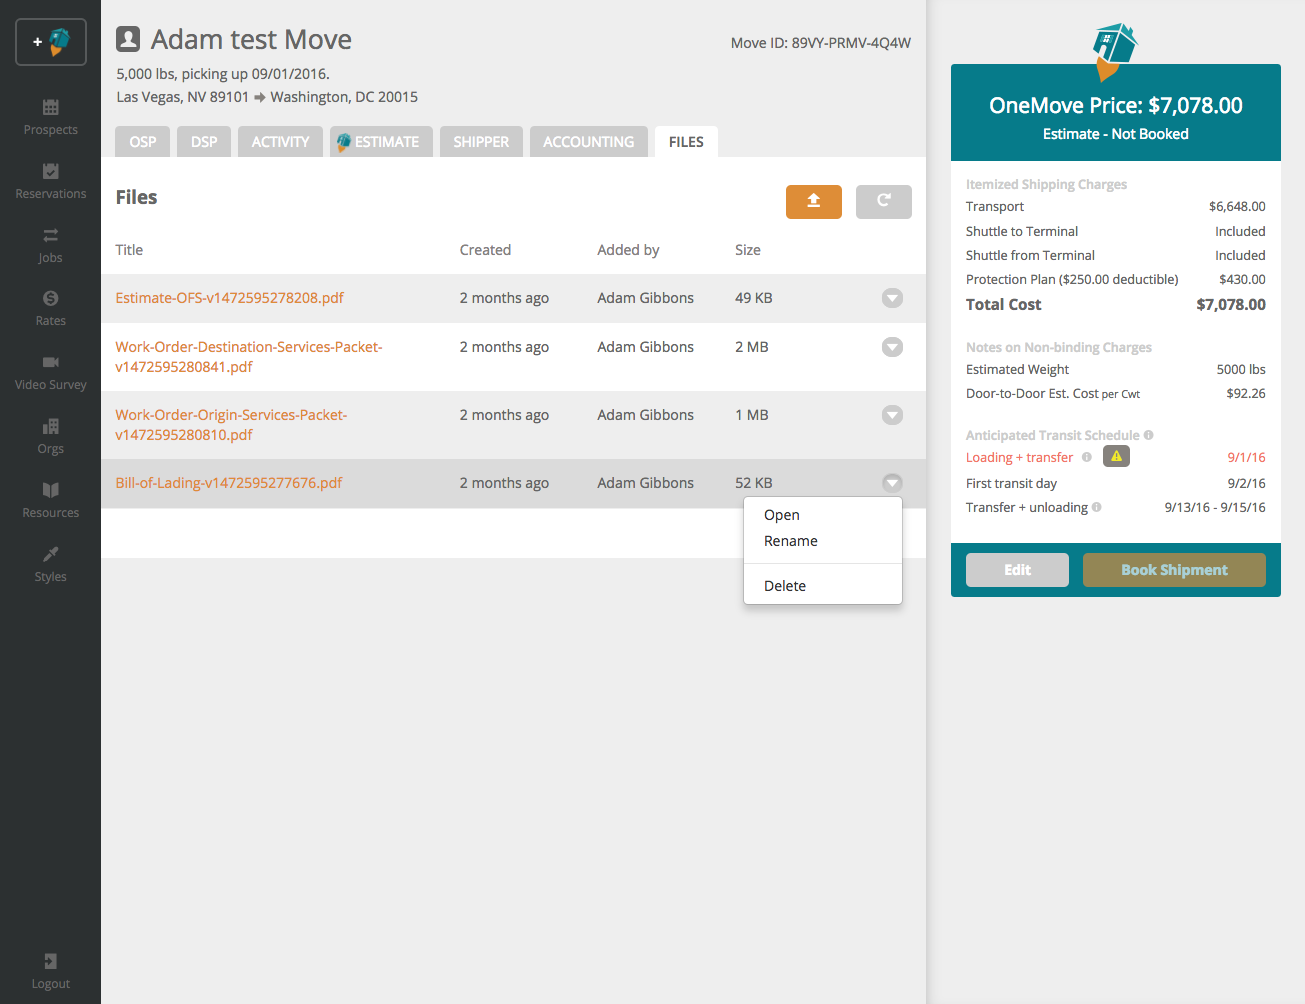 +
Prospects
Reservations
Jobs
Rates
Video Survey
Orgs
Resources
Styles
Logout
Adam test Move
Move ID: 89VY-PRMV-4Q4W
5,000 lbs, picking up 09/01/2016.
Las Vegas, NV 89101 ➡ Washington, DC 20015
OSP DSP ACTIVITY ESTIMATE SHIPPER ACCOUNTING FILES
Files
Title Created Added by Size
Estimate-OFS-v1472595278208.pdf 2 months ago Adam Gibbons 49 KB
Work-Order-Destination-Services-Packet- 2 months ago Adam Gibbons 2 MB
v1472595280841.pdf
Work-Order-Origin-Services-Packet- 2 months ago Adam Gibbons 1 MB
v1472595280810.pdf
Bill-of-Lading-v1472595277676.pdf 2 months ago Adam Gibbons 52 KB
Open
Rename
Delete
OneMove Price: $7,078.00
Estimate - Not Booked
Itemized Shipping Charges
Transport $6,648.00
Shuttle to Terminal Included
Shuttle from Terminal Included
Protection Plan ($250.00 deductible) $430.00
Total Cost $7,078.00
Notes on Non-binding Charges
Estimated Weight 5000 lbs
Door-to-Door Est. Cost per Cwt $92.26
Anticipated Transit Schedule
Loading + transfer 9/1/16
First transit day 9/2/16
Transfer + unloading 9/13/16 - 9/15/16
Edit Book Shipment